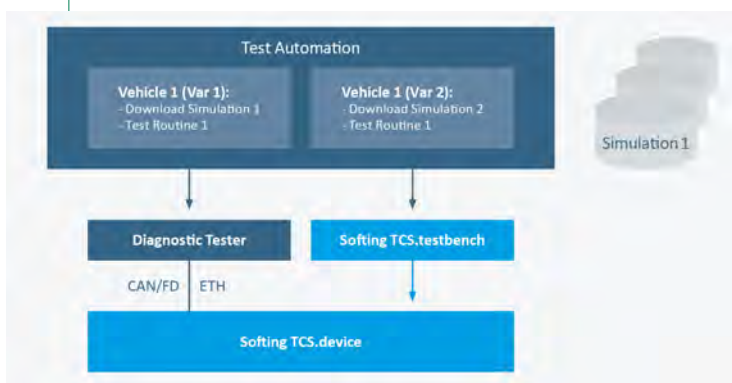 Test Automation
Vehicle 1 (Var 1):
- Download Simulation 1
- Test Routine 1
Vehicle 1 (Var 2):
- Download Simulation 2
- Test Routine 1
Simulation 1
Diagnostic Tester
Softing TCS.testbench
CAN/FD
ETH
Softing TCS.device